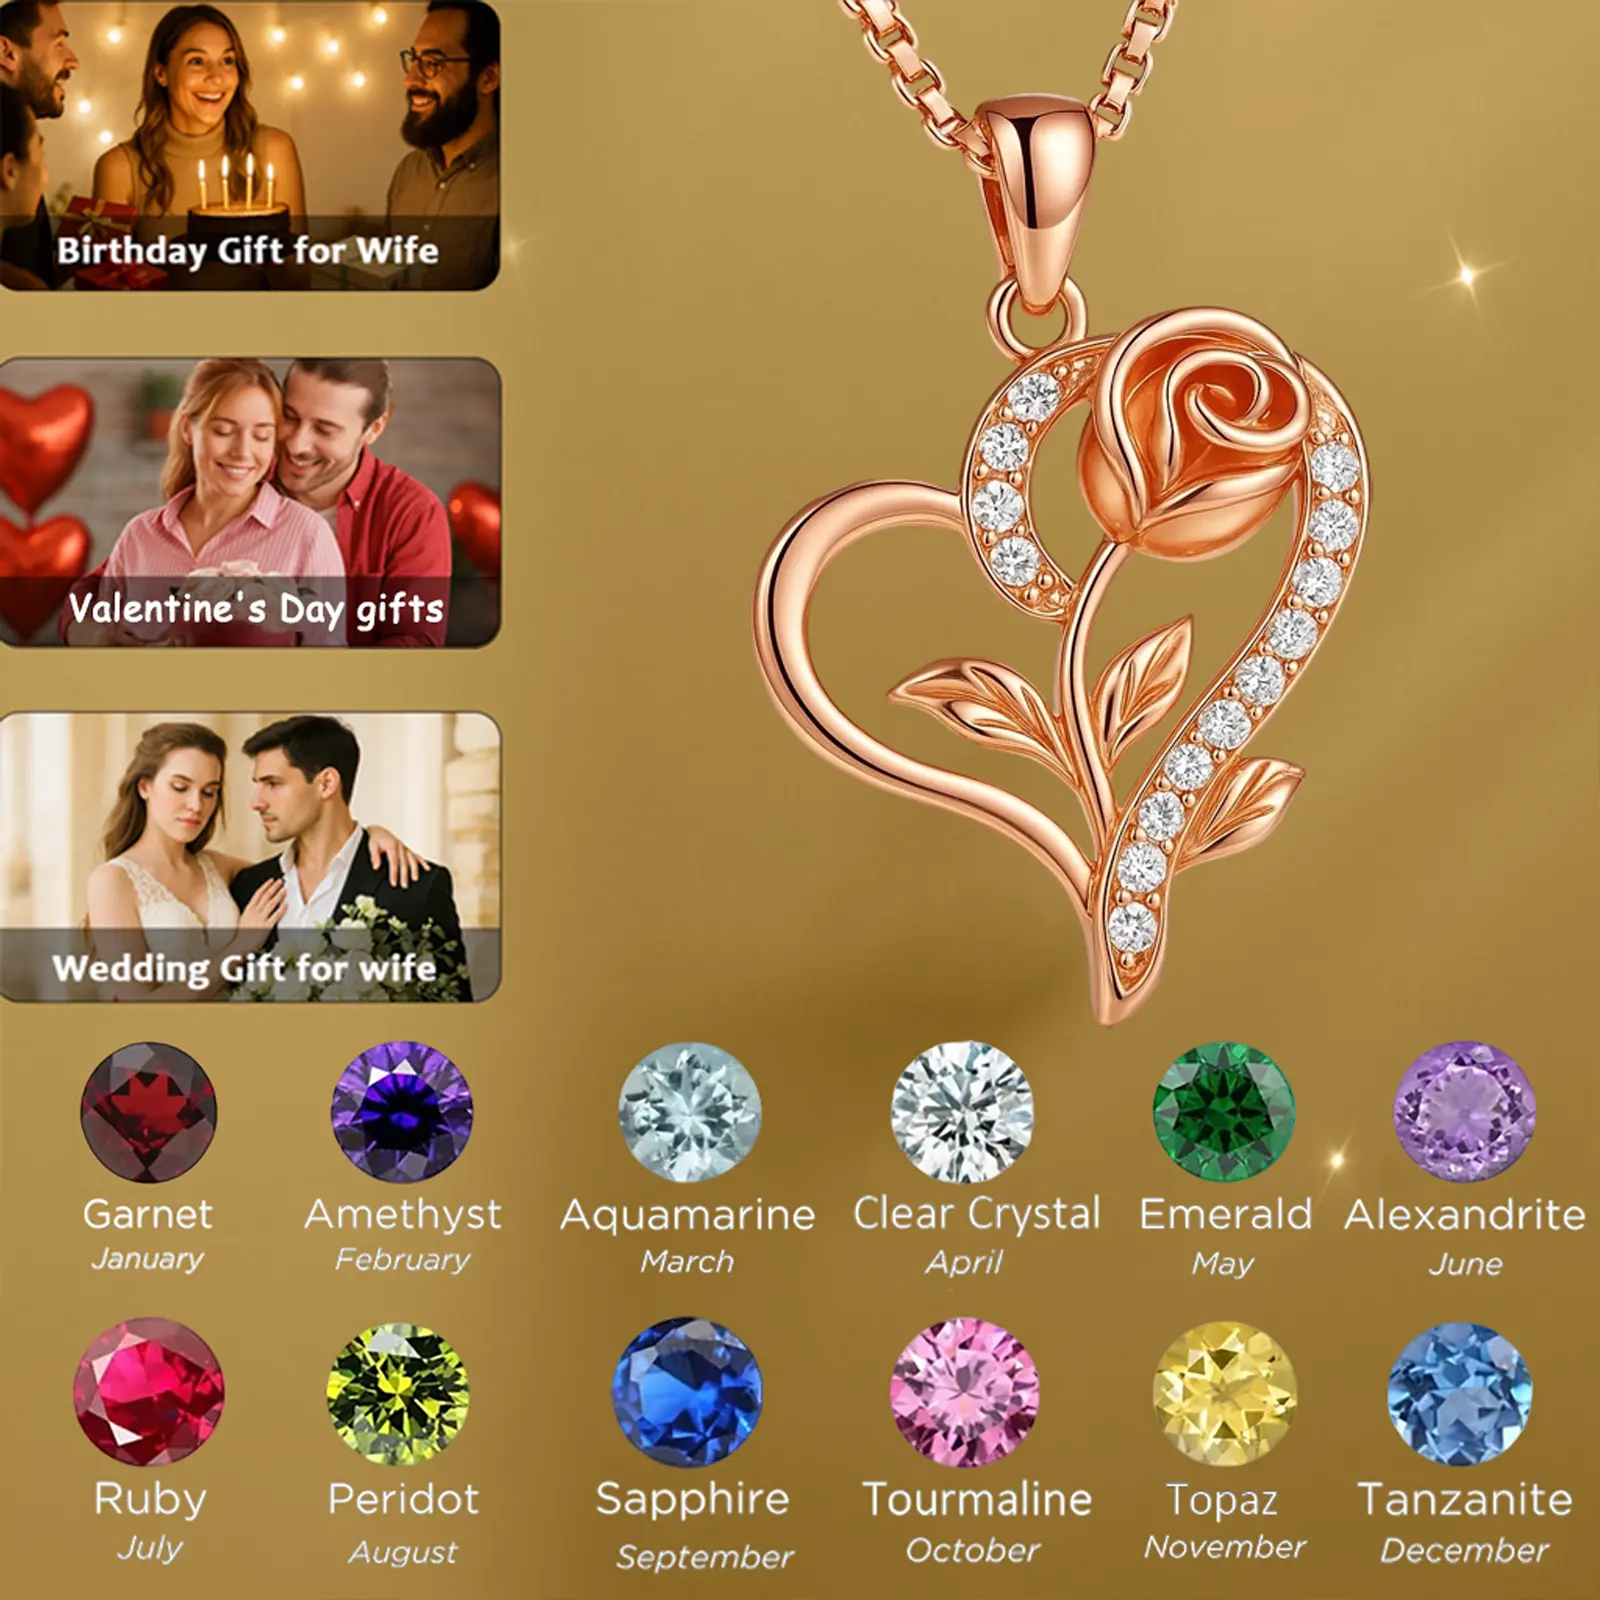 Birthday Gift for Wife
Valentine's Day gifts
Wedding Gift for wife
Garnet
January
Amethyst
February
Aquamarine
March
Clear Crystal
April
Emerald
May
Alexandrite
June
Ruby
July
Peridot
August
Sapphire
September
Tourmaline
October
Topaz
November
Tanzanite
December